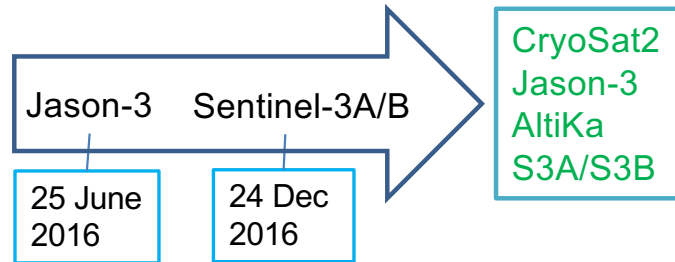 Jason-3
Sentinel-3A/B
25 June
2016
24 Dec
2016
CryoSat2
Jason-3
AltiKa
S3A/S3B